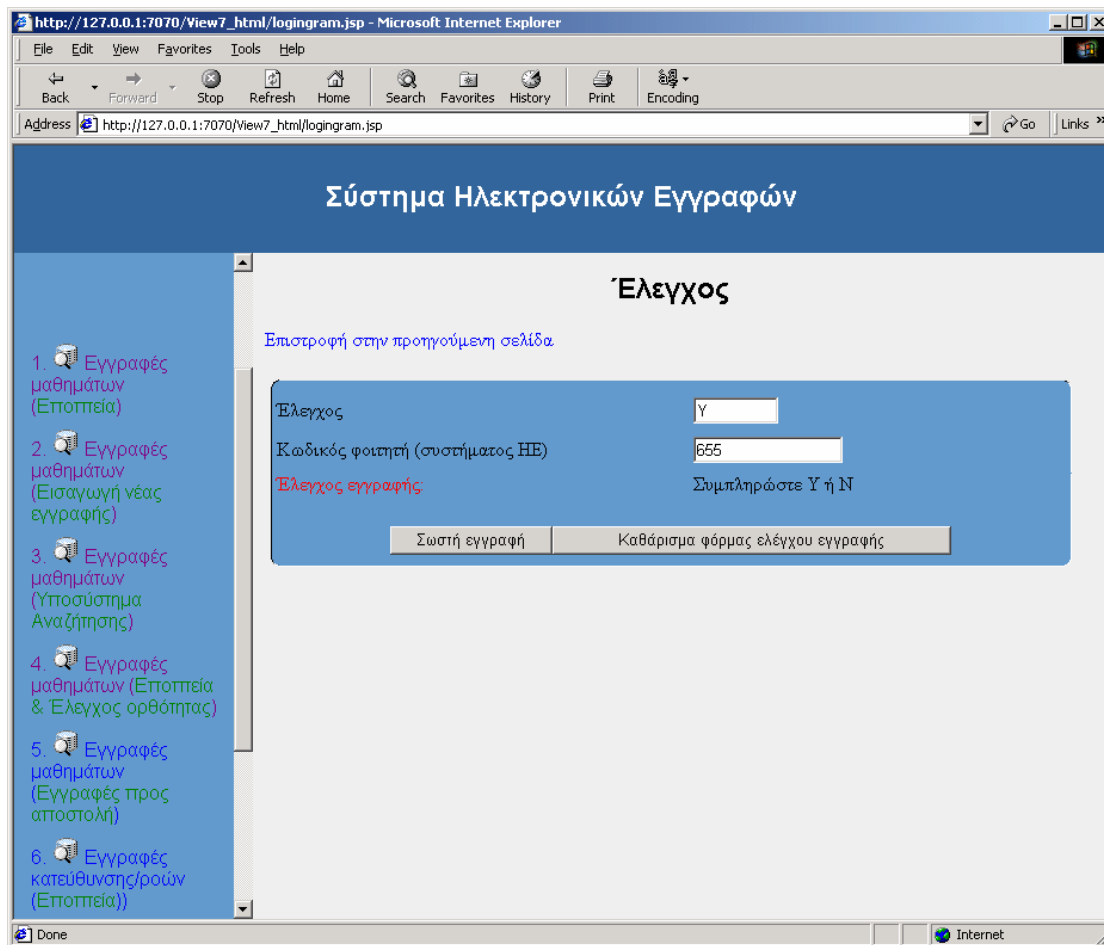 http://127.0.0.1:7070/View7_html/logingram.jsp - Microsoft Internet Explorer
File Edit View Favorites Tools Help
Back Forward Stop Refresh Home Search Favorites History Print Encoding
Address http://127.0.0.1:7070/View7_html/logingram.jsp Go Links »
Σύστημα Ηλεκτρονικών Εγγραφών
1. Εγγραφές
μαθημάτων
(Εποπτεία)
2. Εγγραφές
μαθημάτων
(Εισαγωγή νέας
εγγραφής)
3. Εγγραφές
μαθημάτων
(Υποσύστημα
Αναζήτησης)
4. Εγγραφές
μαθημάτων (Εποπτεία
& Έλεγχος ορθότητας)
5. Εγγραφές
μαθημάτων
(Εγγραφές προς
αποστολή)
6. Εγγραφές
κατεύθυνσης/ροών
(Εποπτεία))
Έλεγχος
Επιστροφή στην προηγούμενη σελίδα
Έλεγχος Y
Κωδικός φοιτητή (συστήματος ΗΕ) 655
Έλεγχος εγγραφής: Συμπληρώστε Y ή N
Σωστή εγγραφή Καθάρισμα φόρμας ελέγχου εγγραφής
Done Internet